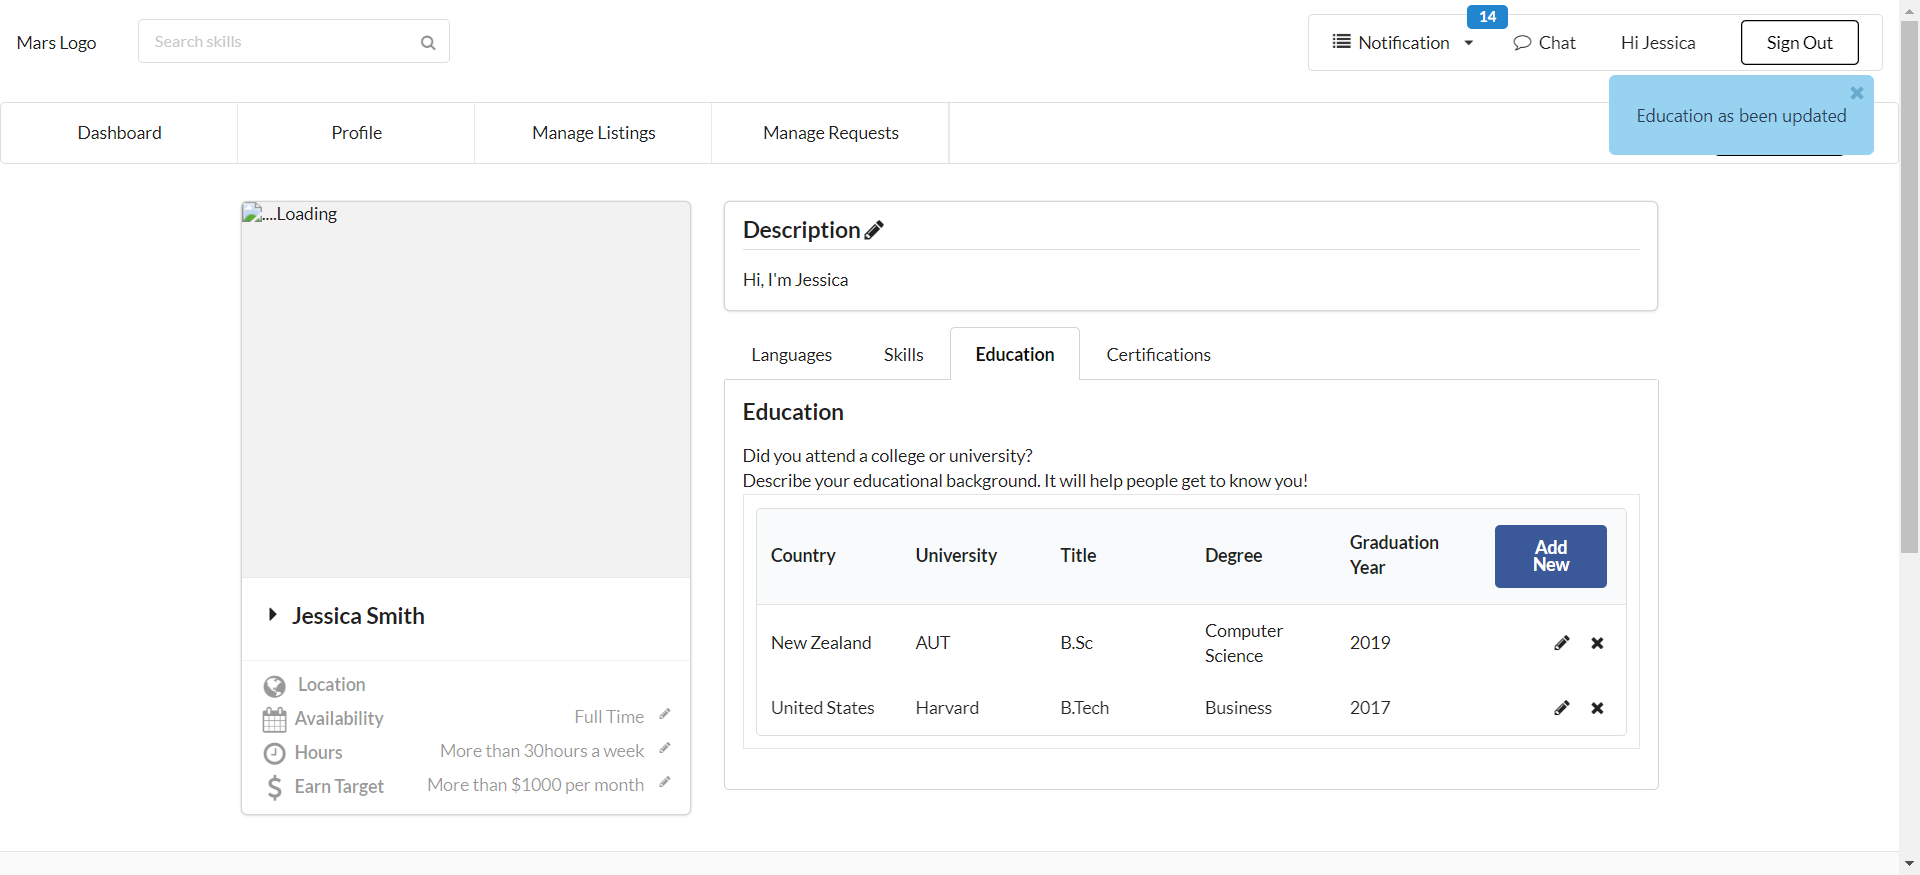 Mars Logo
Search skills
14
Notification
Chat
Hi Jessica
Sign Out
Education as been updated
Dashboard
Profile
Manage Listings
Manage Requests
....Loading
Description
Hi, I'm Jessica
Languages
Skills
Education
Certifications
Education
Did you attend a college or university?
Describe your educational background. It will help people get to know you!
Country
University
Title
Degree
Graduation
Year
Add
New
New Zealand
AUT
B.Sc
Computer
Science
2019
United States
Harvard
B.Tech
Business
2017
Jessica Smith
Location
Availability
Full Time
Hours
More than 30hours a week
Earn Target
More than $1000 per month